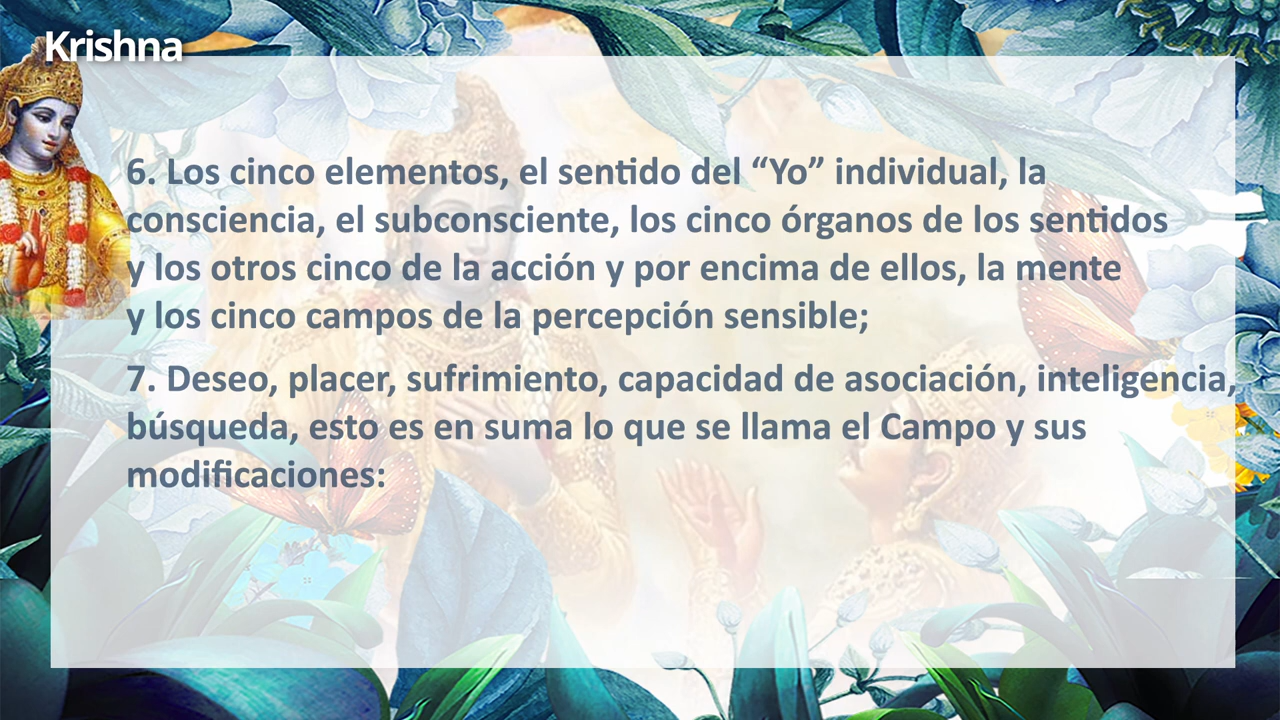 Krishna
6. Los cinco elementos, el sentido del “Yo” individual, la
consciencia, el subconsciente, los cinco órganos de los sentidos
y los otros cinco de la acción y por encima de ellos, la mente
y los cinco campos de la percepción sensible;
7. Deseo, placer, sufrimiento, capacidad de asociación, inteligencia,
búsqueda, esto es en suma lo que se llama el Campo y sus
modificaciones: